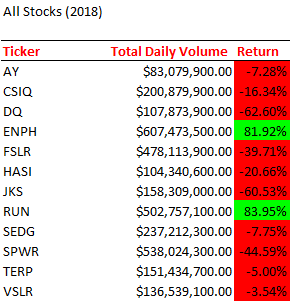 All Stocks (2018)
Ticker Total Daily Volume Return
AY $83,079,900.00 -7.28%
CSIQ $200,879,900.00 -16.34%
DQ $107,873,900.00 -62.60%
ENPH $607,473,500.00 81.92%
FSLR $478,113,900.00 -39.71%
HASI $104,340,600.00 -20.66%
JKS $158,309,000.00 -60.53%
RUN $502,757,100.00 83.95%
SEDG $237,212,300.00 -7.75%
SPWR $538,024,300.00 -44.59%
TERP $151,434,700.00 -5.00%
VSLR $136,539,100.00 -3.54%